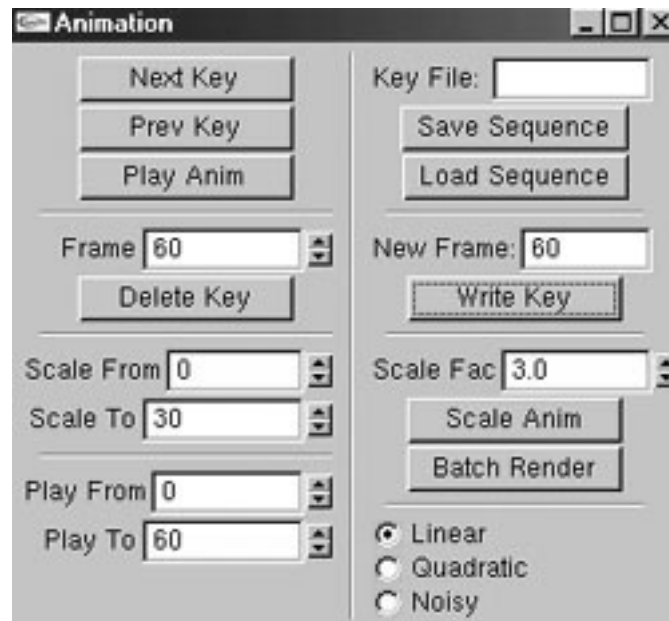 Animation
Next Key
Prev Key
Play Anim
Frame 60
Delete Key
Scale From 0
Scale To 30
Play From 0
Play To 60
Key File:
Save Sequence
Load Sequence
New Frame: 60
Write Key
Scale Fac 3.0
Scale Anim
Batch Render
Linear
Quadratic
Noisy